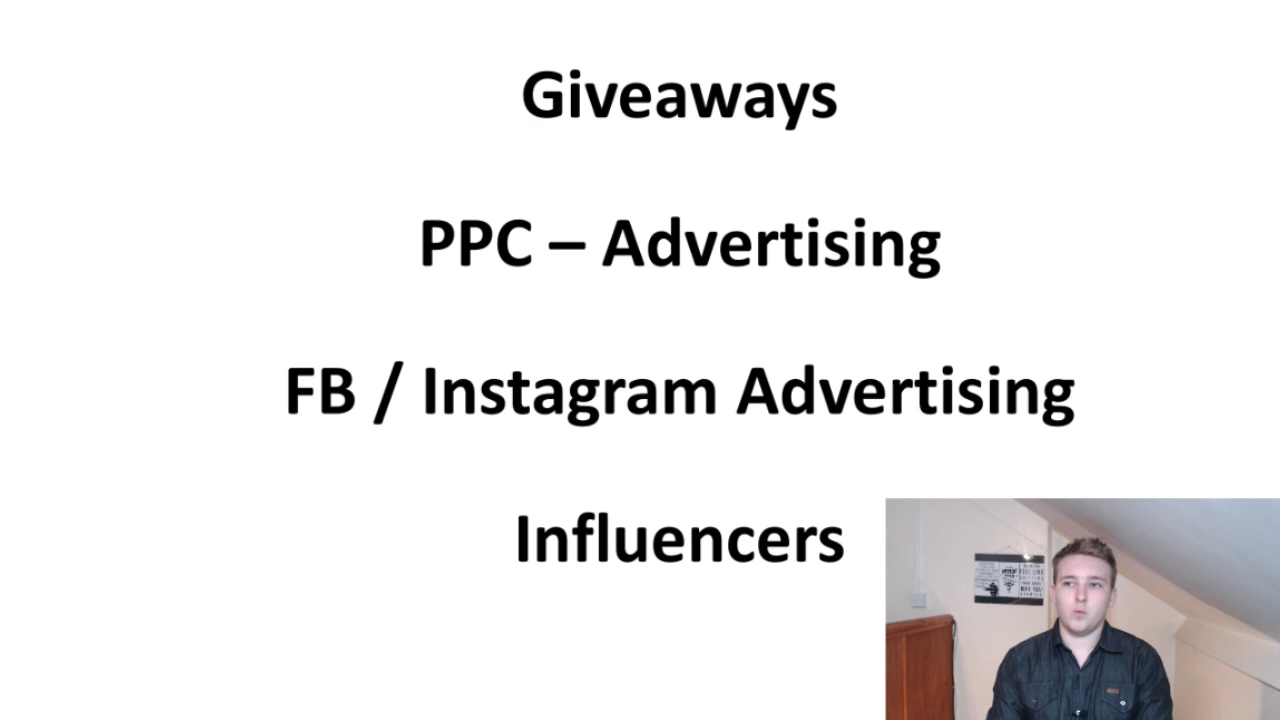 Giveaways
PPC – Advertising
FB / Instagram Advertising
Influencers